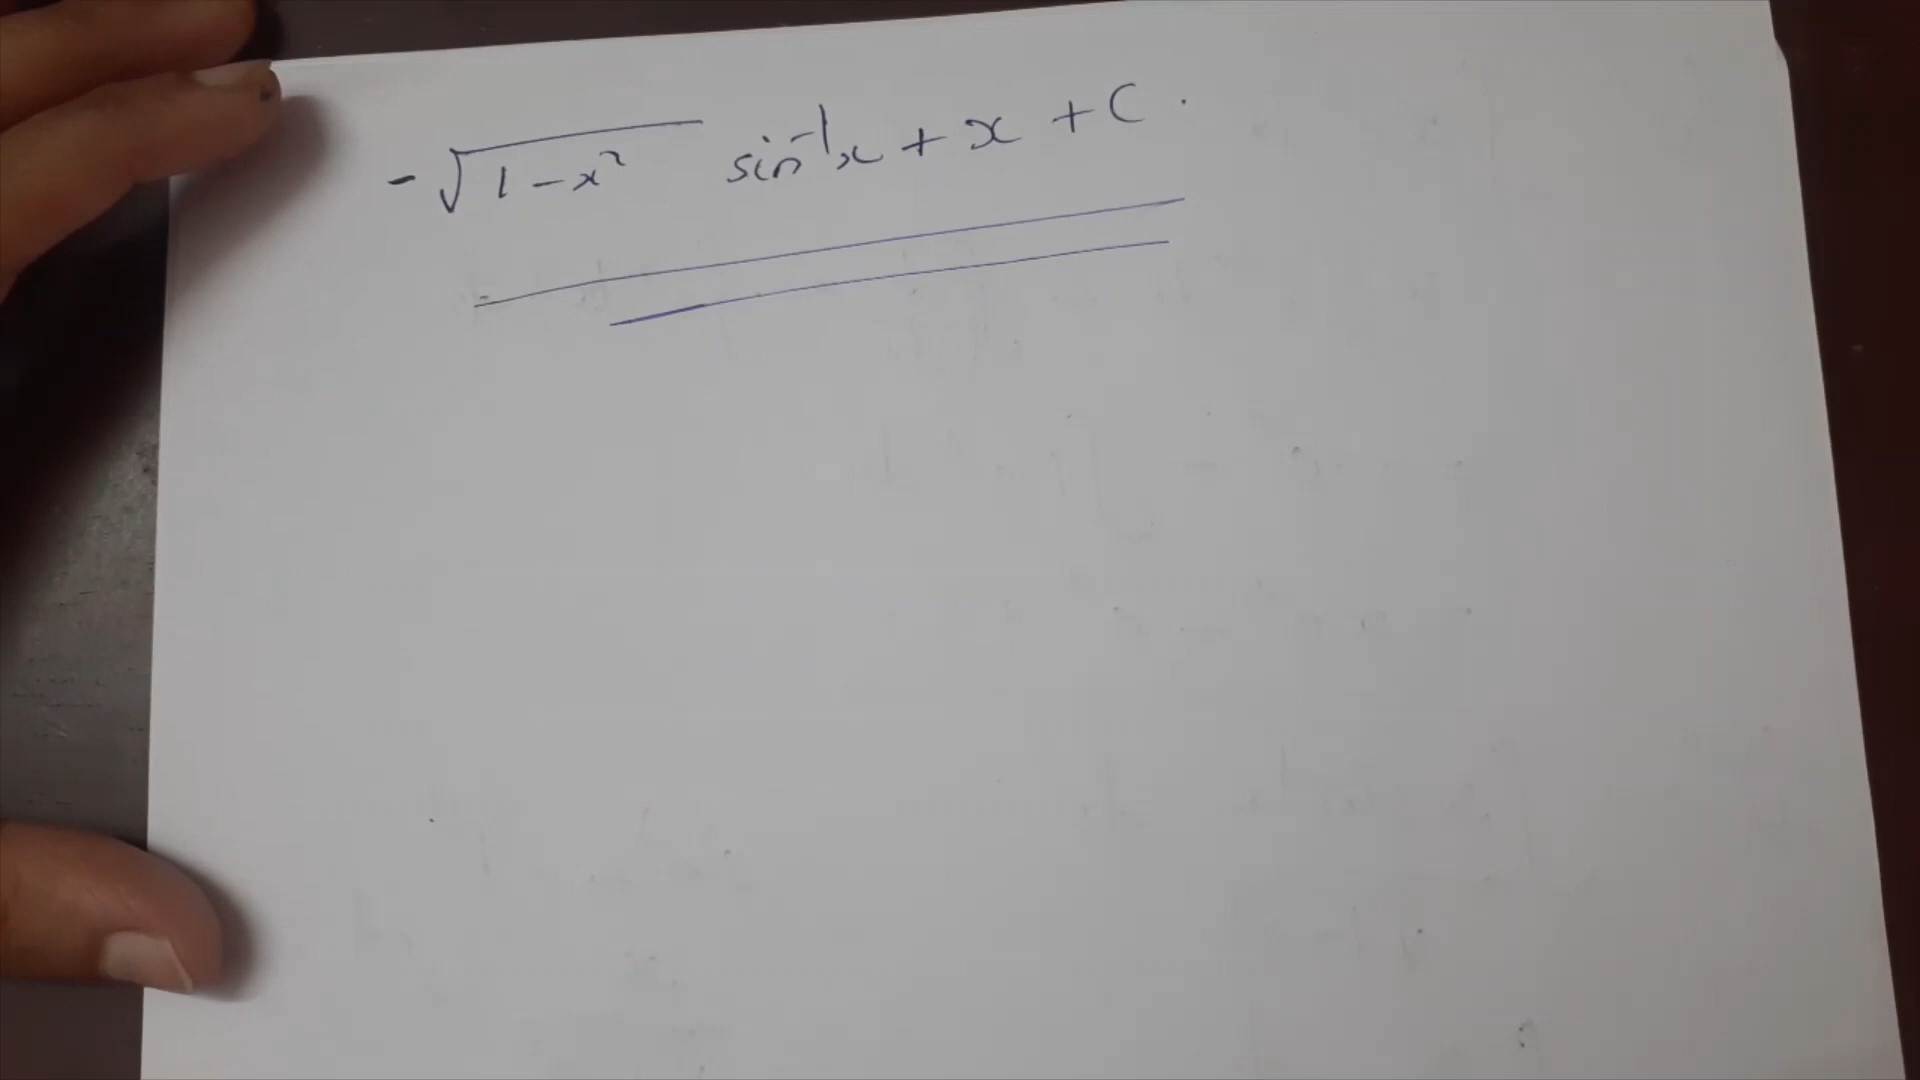 -√(1-x²) sin⁻¹x + x + C.